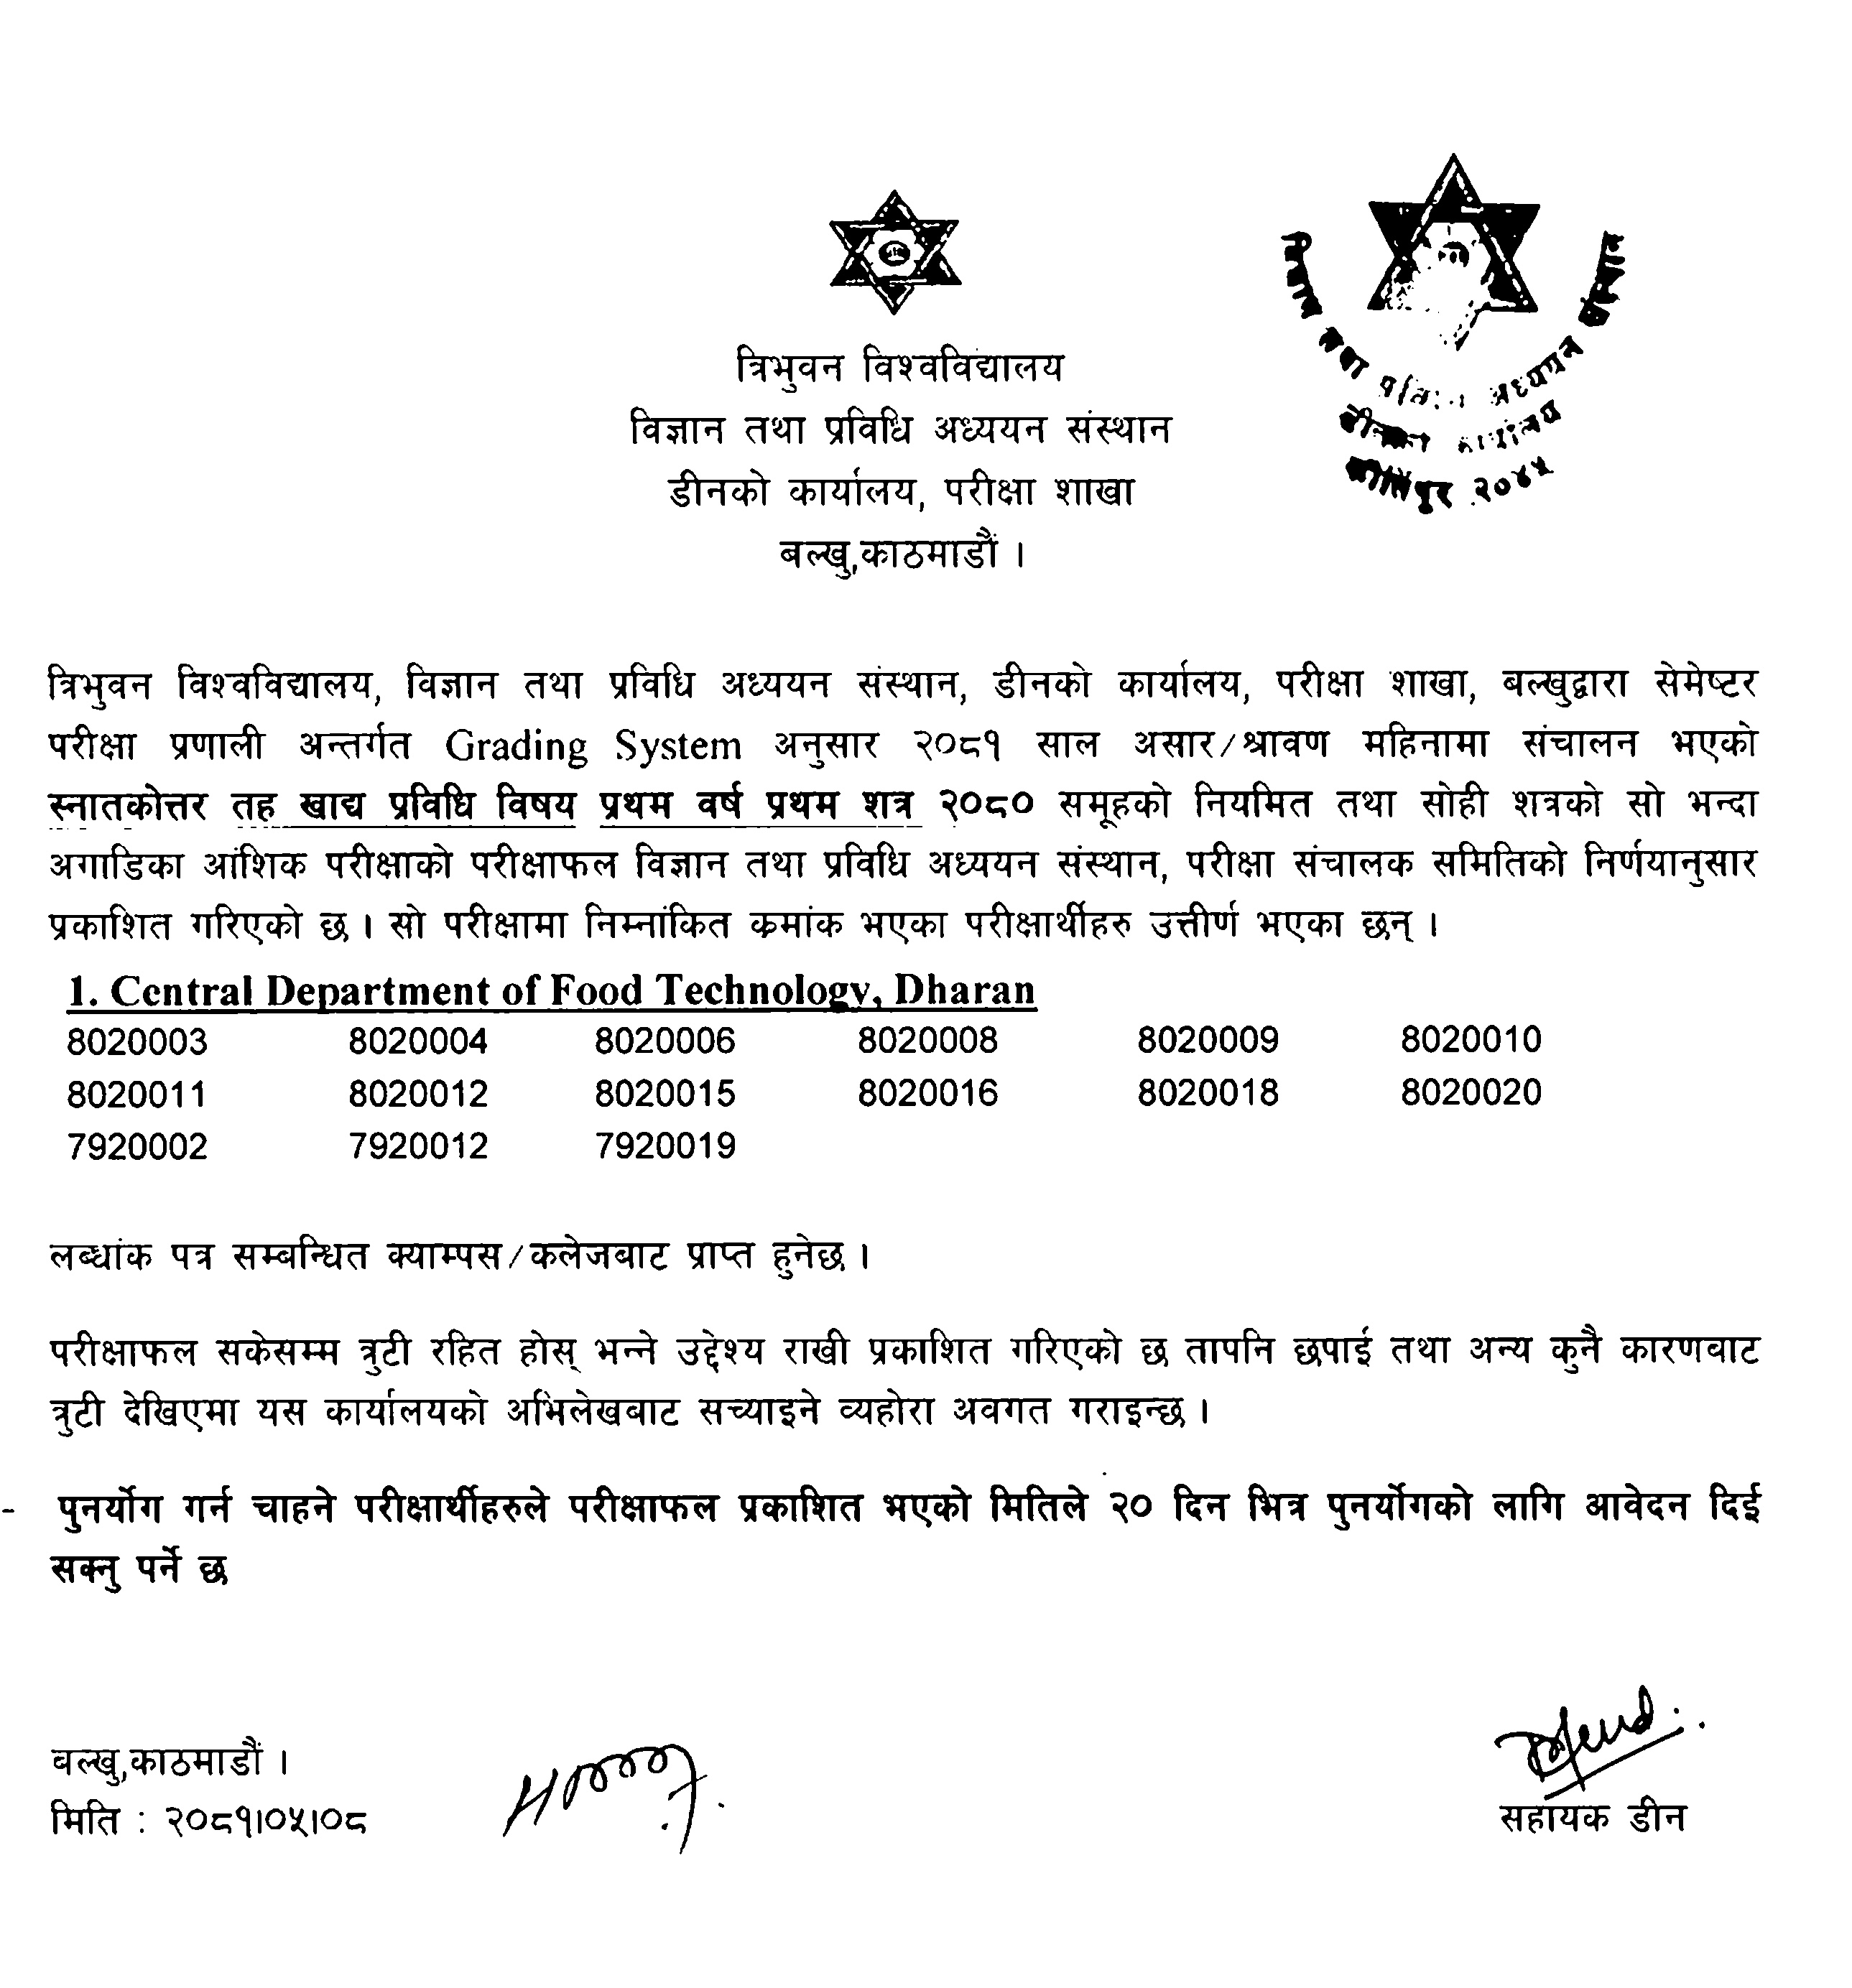 त्रिभुवन विश्वविद्यालय
विज्ञान तथा प्रविधि अध्ययन संस्थान
डीनको कार्यालय, परीक्षा शाखा
बल्खु,काठमाडौं ।
तथा अध्ययन
कीर्तिपुर २०४५
त्रिभुवन विश्वविद्यालय, विज्ञान तथा प्रविधि अध्ययन संस्थान, डीनको कार्यालय, परीक्षा शाखा, बल्खुद्वारा सेमेष्टर
परीक्षा प्रणाली अन्तर्गत Grading System अनुसार २०८१ साल असार/श्रावण महिनामा संचालन भएको
स्नातकोत्तर तह खाद्य प्रविधि विषय प्रथम वर्ष प्रथम शत्र २०८० समूहको नियमित तथा सोही शत्रको सो भन्दा
अगाडिका आंशिक परीक्षाको परीक्षाफल विज्ञान तथा प्रविधि अध्ययन संस्थान, परीक्षा संचालक समितिको निर्णयानुसार
प्रकाशित गरिएको छ । सो परीक्षामा निम्नांकित कमांक भएका परीक्षार्थीहरु उत्तीर्ण भएका छन् ।
1. Central Department of Food Technology, Dharan
8020003 8020004 8020006 8020008 8020009 8020010
8020011 8020012 8020015 8020016 8020018 8020020
7920002 7920012 7920019
लब्धांक पत्र सम्बन्धित क्याम्पस/कलेजबाट प्राप्त हुनेछ ।
परीक्षाफल सकेसम्म त्रुटी रहित होस् भन्ने उद्देश्य राखी प्रकाशित गरिएको छ तापनि छपाई तथा अन्य कुनै कारणबाट
त्रुटी देखिएमा यस कार्यालयको अभिलेखबाट सच्याइने व्यहोरा अवगत गराइन्छ ।
- पुनर्योग गर्न चाहने परीक्षार्थीहरुले परीक्षाफल प्रकाशित भएको मितिले २० दिन भित्र पुनर्योगको लागि आवेदन दिई
सक्नु पर्ने छ
बल्खु,काठमाडौं ।
मिति : २०८१।०५।०८
सहायक डीन